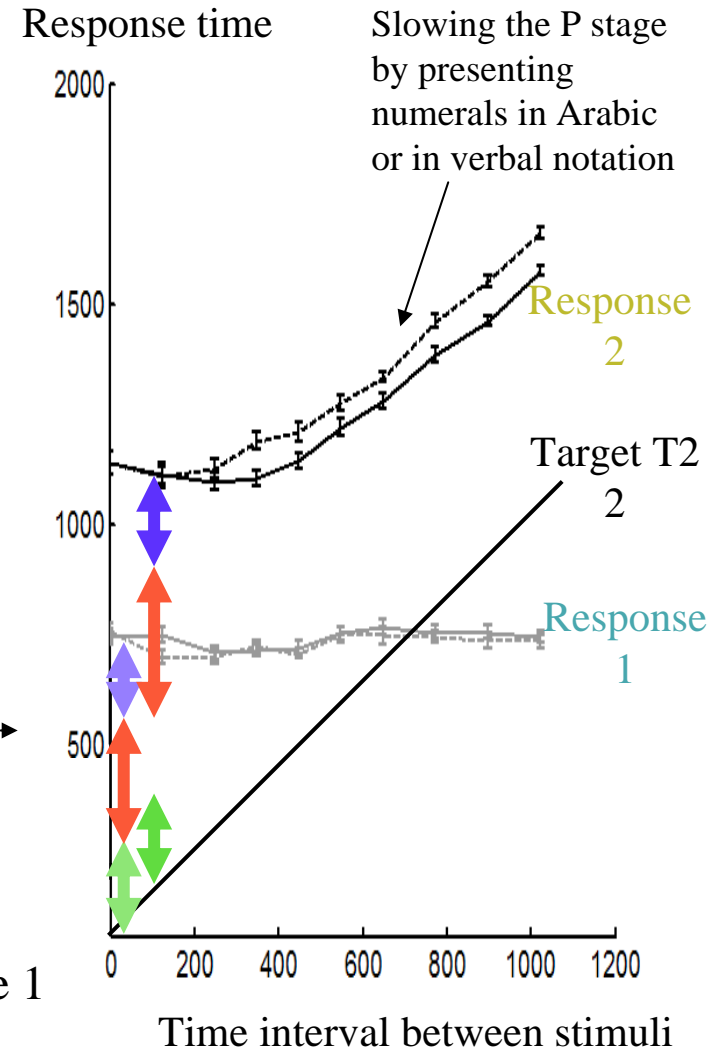 Response time
Slowing the P stage
by presenting
numerals in Arabic
or in verbal notation
2000
1500
Response
2
Target T2
2
1000
Response
1
500
0 200 400 600 800 1000 1200
e 1
Time interval between stimuli